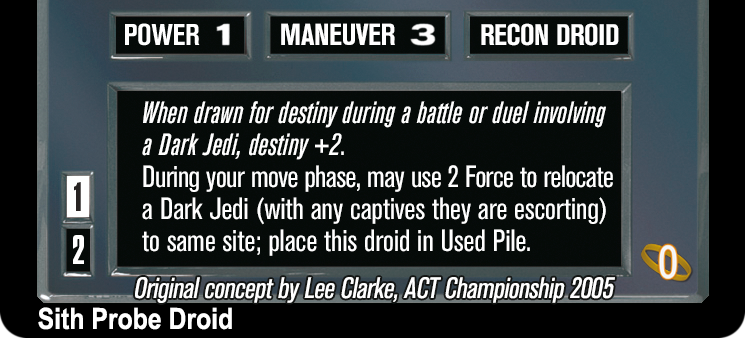 POWER 1 MANEUVER 3 RECON DROID
When drawn for destiny during a battle or duel involving
a Dark Jedi, destiny +2.
During your move phase, may use 2 Force to relocate
a Dark Jedi (with any captives they are escorting)
to same site; place this droid in Used Pile.
1
2
0
Original concept by Lee Clarke, ACT Championship 2005
Sith Probe Droid